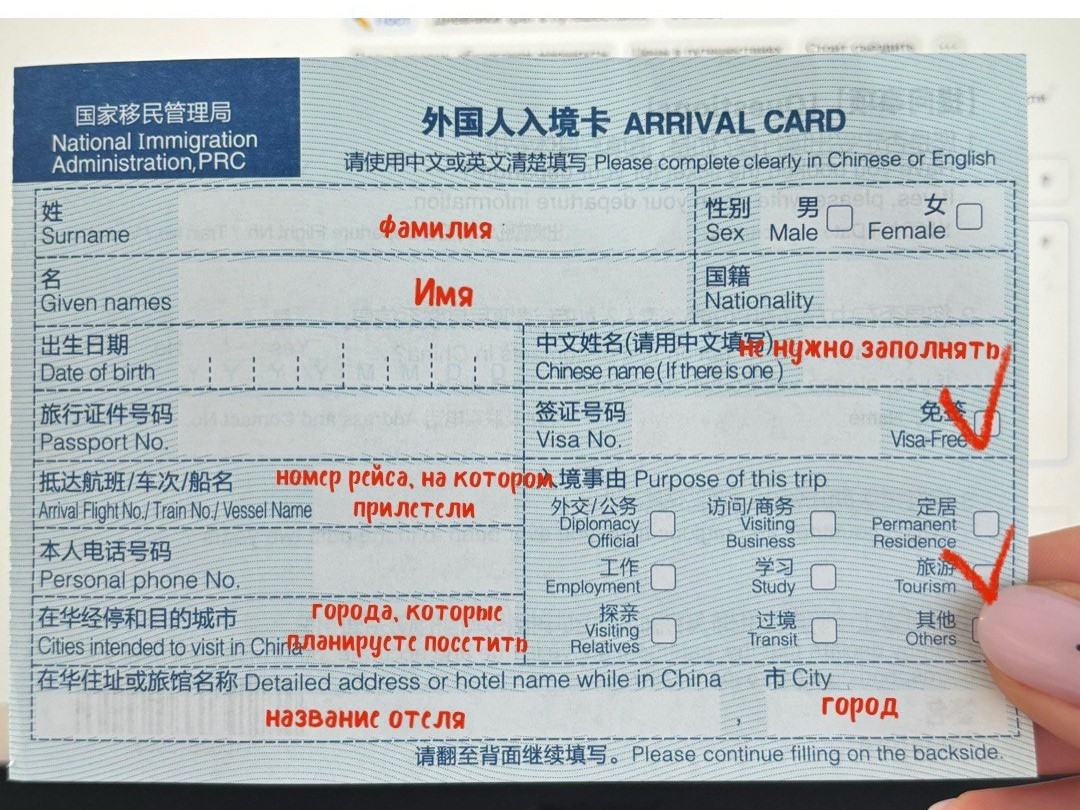 国家移民管理局
National Immigration
Administration,PRC
外国人入境卡 ARRIVAL CARD
请使用中文或英文清楚填写 Please complete clearly in Chinese or English
姓
Surname
фамилия
性别
Sex
男
Male
女
Female
名
Given names
Имя
国籍
Nationality
出生日期
Date of birth
中文姓名(请用中文填写)
не нужно заполнять
Chinese name ( If there is one )
旅行证件号码
Passport No.
签证号码
Visa No.
免签
Visa-Free
抵达航班/车次/船名
Arrival Flight No./ Train No./ Vessel Name
номер рейса, на котором
прилетели
入境事由 Purpose of this trip
外交/公务
Diplomacy
Official
访问/商务
Visiting
Business
定居
Permanent
Residence
本人电话号码
Personal phone No.
工作
Employment
学习
Study
旅游
Tourism
在华经停和目的城市
Cities intended to visit in China
города, которые
планируете посетить
探亲
Visiting
Relatives
过境
Transit
其他
Others
在华住址或旅馆名称 Detailed address or hotel name while in China
市 City
название отеля
,
город
请翻至背面继续填写。Please continue filling on the backside.